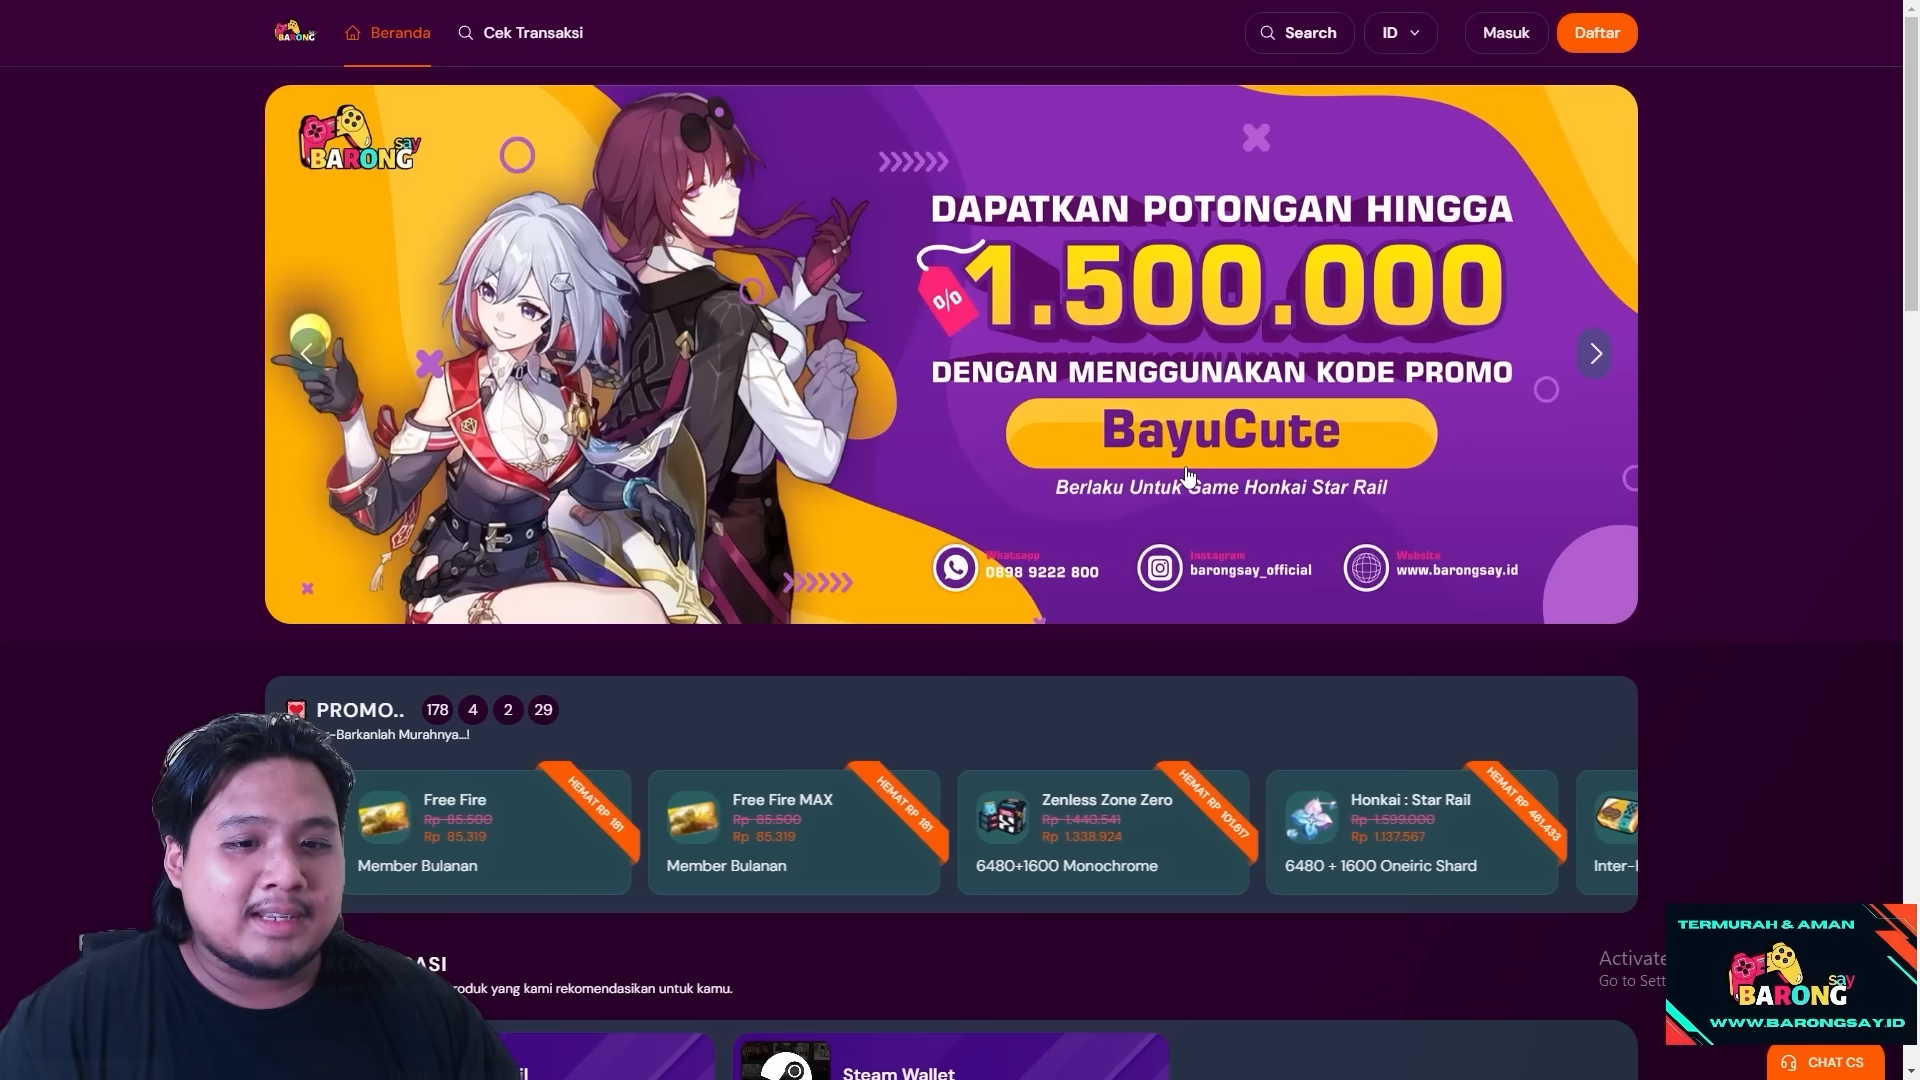 BARONG
Beranda
Cek Transaksi
Search
ID
Masuk
Daftar
BARONG say
DAPATKAN POTONGAN HINGGA
%
1.500.000
DENGAN MENGGUNAKAN KODE PROMO
BayuCute
Berlaku Untuk Game Honkai Star Rail
Whatsapp
0898 9222 800
Instagram
barongsay_official
Website
www.barongsay.id
PROMO..
178 4 2 29
-Barkanlah Murahnya...!
Free Fire
Rp 85.500
Rp 85.319
Member Bulanan
HEMAT RP 181
Free Fire MAX
Rp 85.500
Rp 85.319
Member Bulanan
HEMAT RP 181
Zenless Zone Zero
Rp 1.440.541
Rp 1.338.924
6480+1600 Monochrome
HEMAT RP 101.617
Honkai : Star Rail
Rp 1.599.000
Rp 1.137.567
6480 + 1600 Oneiric Shard
HEMAT RP 461.433
Inter-
ASI
roduk yang kami rekomendasikan untuk kamu.
Steam Wallet
Activate
Go to Sett
TERMURAH & AMAN
BARONG say
WWW.BARONGSAY.ID
CHAT CS